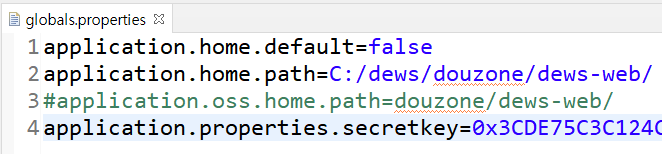 globals.properties
1 application.home.default=false
2 application.home.path=C:/dews/douzone/dews-web/
3 #application.oss.home.path=douzone/dews-web/
4 application.properties.secretkey=0x3CDE75C3C124C